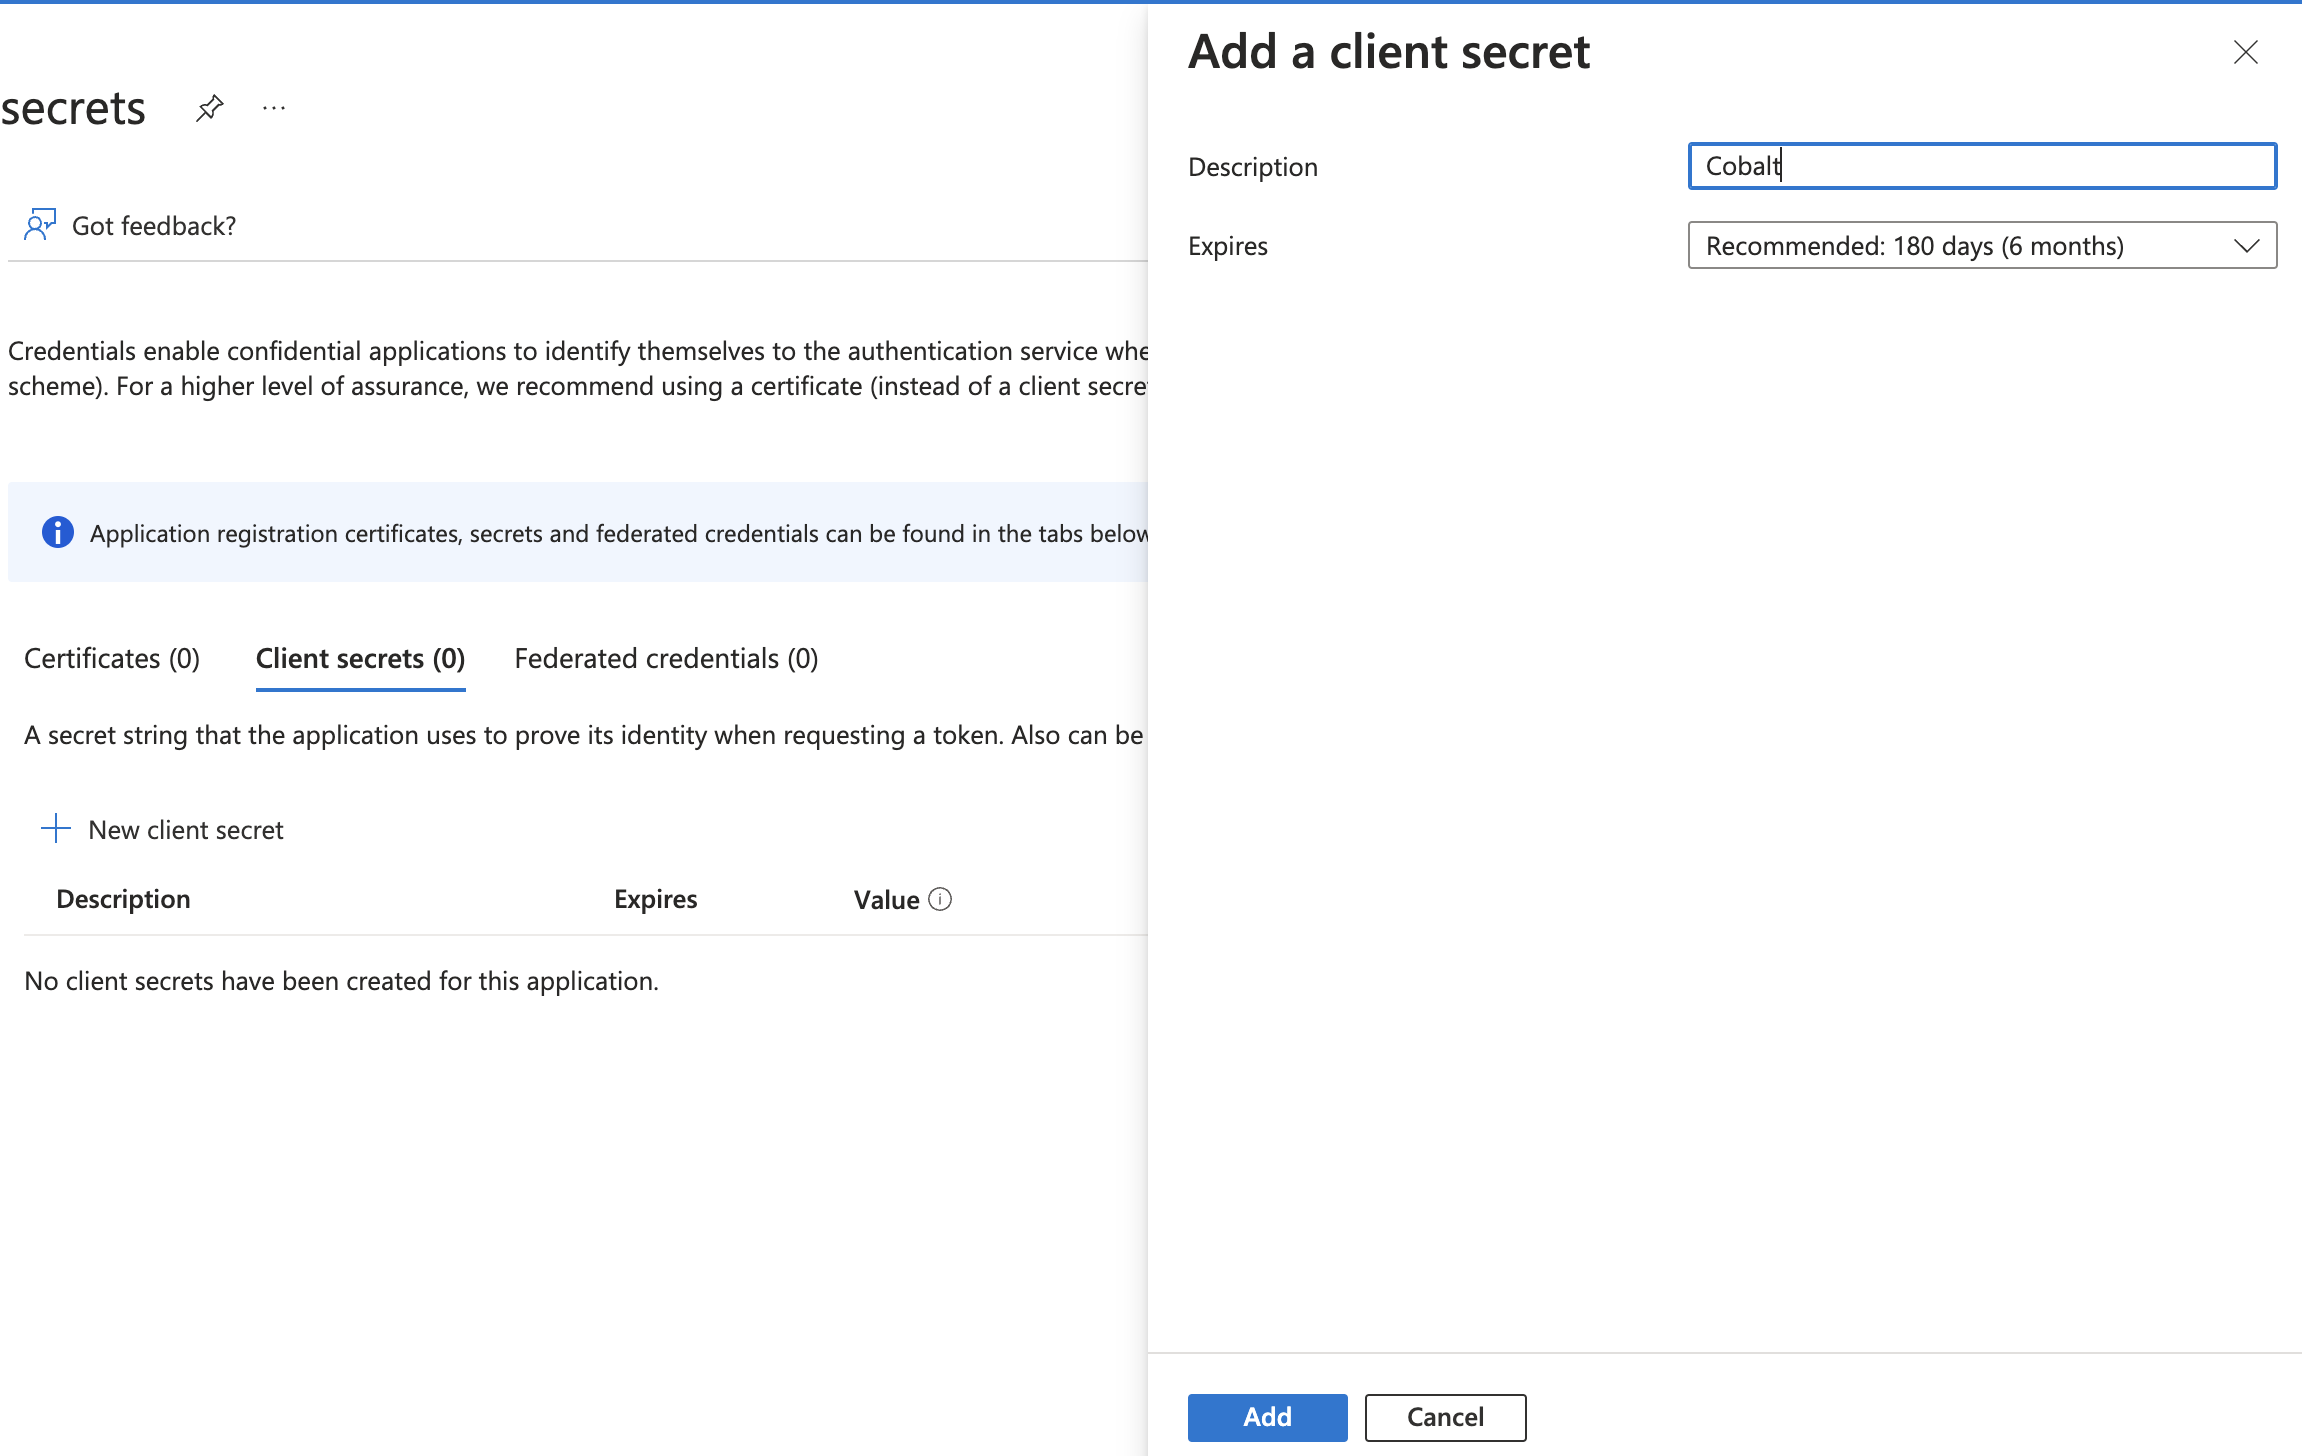 secrets
Got feedback?
Credentials enable confidential applications to identify themselves to the authentication service
scheme). For a higher level of assurance, we recommend using a certificate (instead of a client
Application registration certificates, secrets and federated credentials can be found in the tabs below
Certificates (0) Client secrets (0) Federated credentials (0)
A secret string that the application uses to prove its identity when requesting a token. Also can be
New client secret
Description Expires Value
No client secrets have been created for this application.
Add a client secret
Description Cobalt
Expires Recommended: 180 days (6 months)
Add Cancel